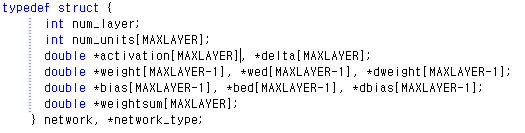 typedef struct {
int num_layer;
int num_units[MAXLAYER];
double *activation[MAXLAYER], *delta[MAXLAYER];
double *weight[MAXLAYER-1], *wed[MAXLAYER-1], *dweight[MAXLAYER-1];
double *bias[MAXLAYER-1], *bed[MAXLAYER-1], *dbias[MAXLAYER-1];
double *weightsum[MAXLAYER];
} network, *network_type;